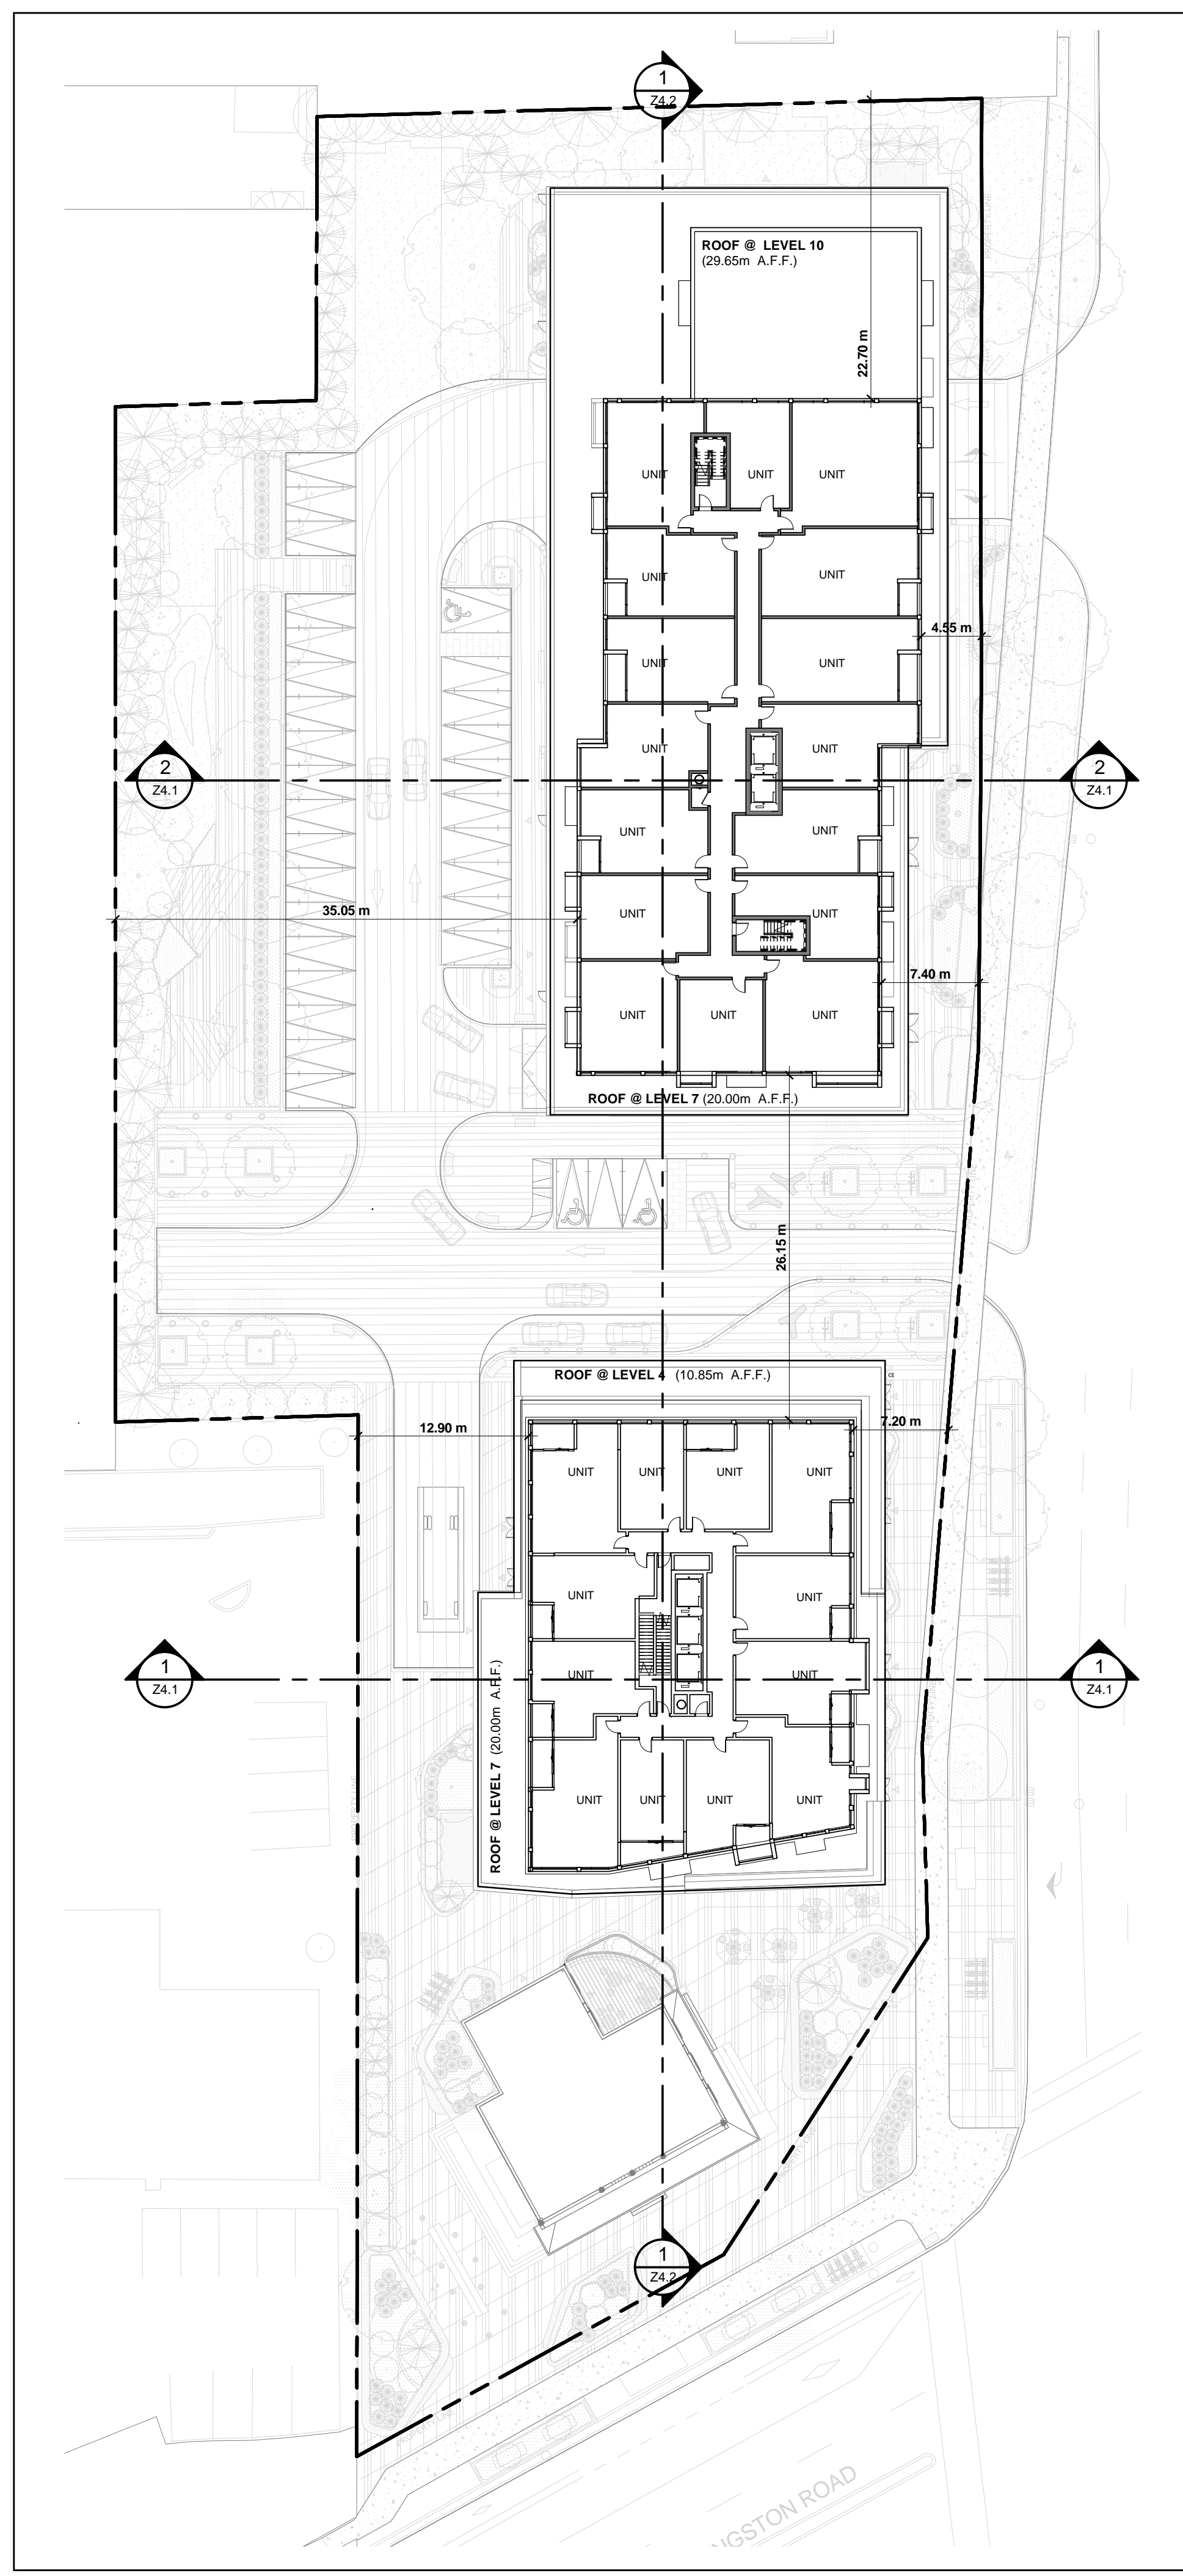 1
Z4.2
ROOF @ LEVEL 10
(29.65m A.F.F.)
22.70 m
UNIT
UNIT
UNIT
UNIT
UNIT
4.55 m
UNIT
UNIT
UNIT
UNIT
2
Z4.1
2
Z4.1
UNIT
UNIT
35.05 m
UNIT
UNIT
7.40 m
UNIT
UNIT
UNIT
ROOF @ LEVEL 7 (20.00m A.F.F.)
26.15 m
ROOF @ LEVEL 4 (10.85m A.F.F.)
12.90 m
7.20 m
UNIT
UNIT
UNIT
UNIT
UNIT
UNIT
1
Z4.1
UNIT
UNIT
1
Z4.1
ROOF @ LEVEL 7 (20.00m A.F.F.)
UNIT
UNIT
UNIT
UNIT
1
Z4.2
NGSTON ROAD